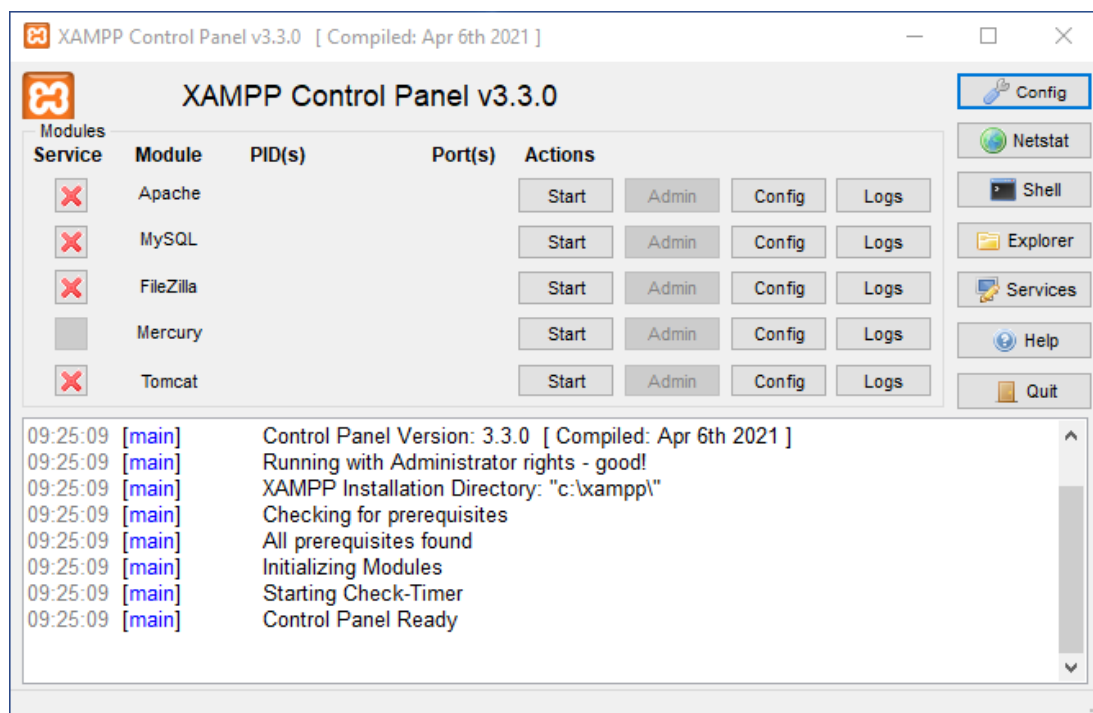 XAMPP Control Panel v3.3.0 [ Compiled: Apr 6th 2021 ]
XAMPP Control Panel v3.3.0
Config
Modules
Service Module PID(s) Port(s) Actions
Netstat
Apache Start Admin Config Logs
Shell
MySQL Start Admin Config Logs
Explorer
FileZilla Start Admin Config Logs
Services
Mercury Start Admin Config Logs
Help
Tomcat Start Admin Config Logs
Quit
09:25:09 [main] Control Panel Version: 3.3.0 [ Compiled: Apr 6th 2021 ]
09:25:09 [main] Running with Administrator rights - good!
09:25:09 [main] XAMPP Installation Directory: "c:\xampp\"
09:25:09 [main] Checking for prerequisites
09:25:09 [main] All prerequisites found
09:25:09 [main] Initializing Modules
09:25:09 [main] Starting Check-Timer
09:25:09 [main] Control Panel Ready